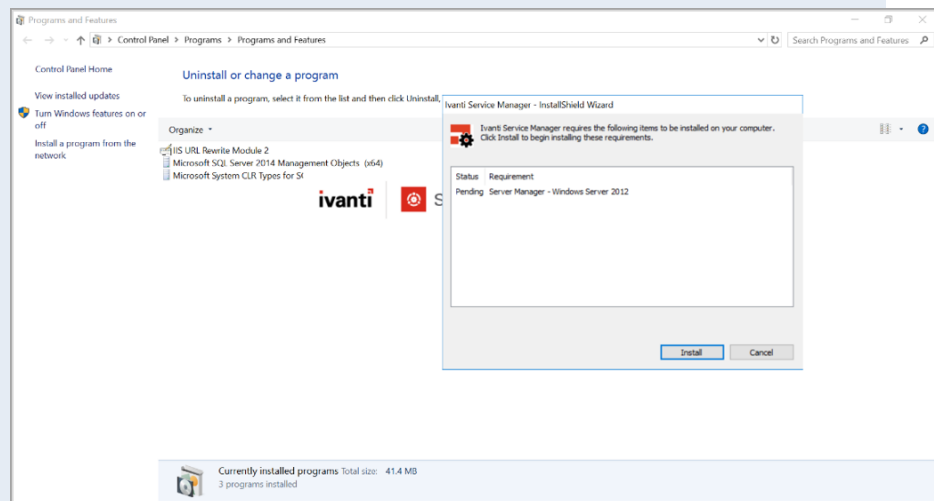 Programs and Features
Control Panel > Programs > Programs and Features
Search Programs and Features
Control Panel Home
View installed updates
Turn Windows features on or
off
Install a program from the
network
Uninstall or change a program
To uninstall a program, select it from the list and then click Uninstall,
Organize
IIS URL Rewrite Module 2
Microsoft SQL Server 2014 Management Objects (x64)
Microsoft System CLR Types for
ivanti
S
Ivanti Service Manager - InstallShield Wizard
Ivanti Service Manager requires the following items to be installed on your computer.
Click Install to begin installing these requirements.
Status Requirement
Pending Server Manager - Windows Server 2012
Install Cancel
Currently installed programs Total size: 41.4 MB
3 programs installed